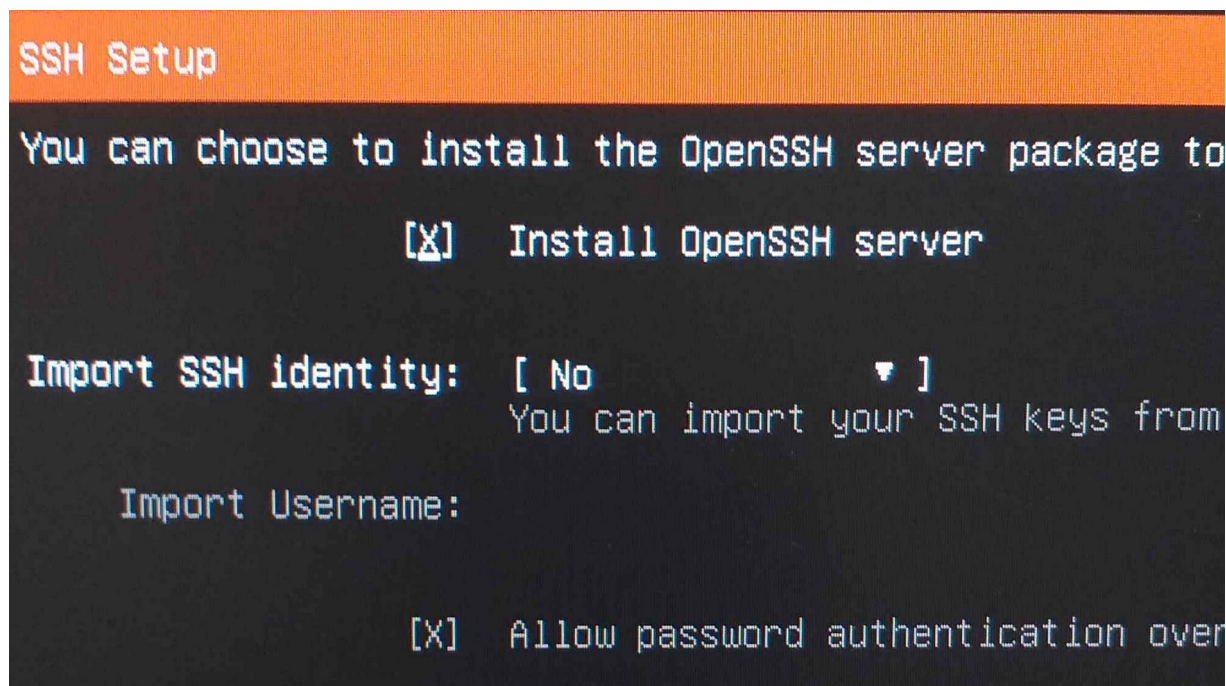 SSH Setup
You can choose to install the OpenSSH server package to
[X] Install OpenSSH server
Import SSH identity: [ No ▾ ]
You can import your SSH keys from
Import Username:
[X] Allow password authentication over